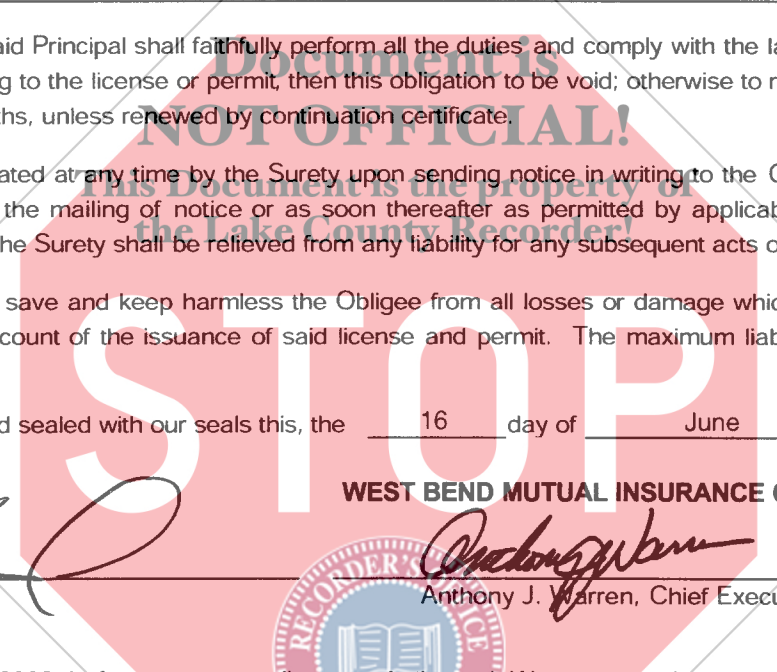 aid Principal shall faithfully perform all the duties and comply with the la
Document is
g to the license or permit, then this obligation to be void; otherwise to r
NOT OFFICIAL!
ths, unless renewed by continuation certificate.
ated at any time by the Surety upon sending notice in writing to the O
This Document is the property of
the mailing of notice or as soon thereafter as permitted by applicab
the Lake County Recorder!
he Surety shall be relieved from any liability for any subsequent acts o
save and keep harmless the Obligee from all losses or damage whic
count of the issuance of said license and permit. The maximum liab
STOP
d sealed with our seals this, the 16 day of June
WEST BEND MUTUAL INSURANCE C
Anthony J. Warren
Anthony J. Warren, Chief Execu
RECORDER'S OFFICE